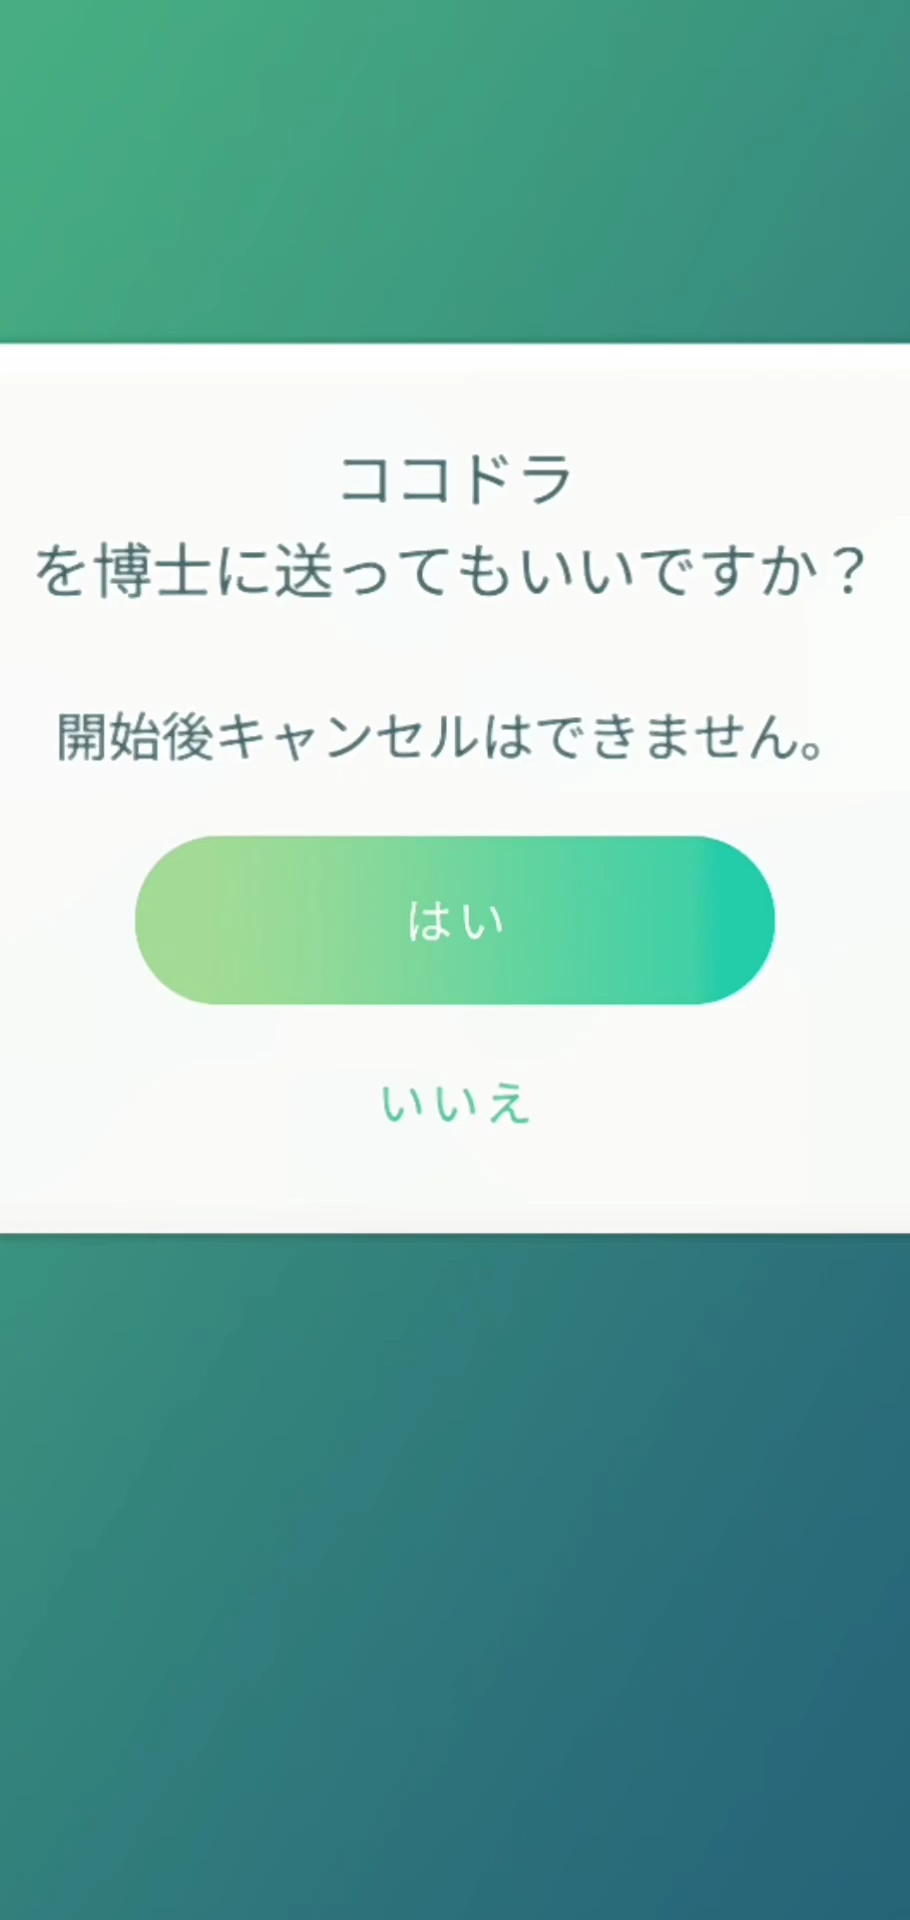 ココドラ
を博士に送ってもいいですか？
開始後キャンセルはできません。
はい
いいえ